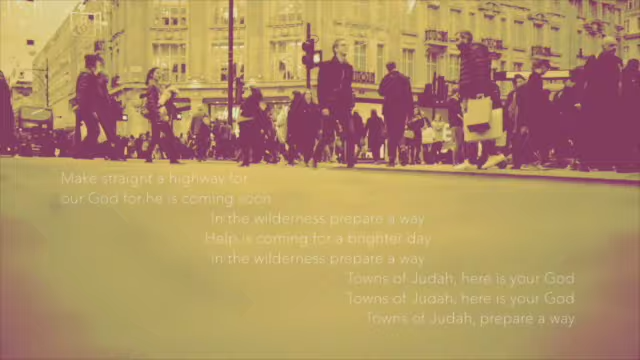 Make straight a highway for
our God for he is coming soon
In the wilderness prepare a way
Help is coming for a brighter day
in the wilderness prepare a way
Towns of Judah, here is your God
Towns of Judah, here is your God
Towns of Judah, prepare a way